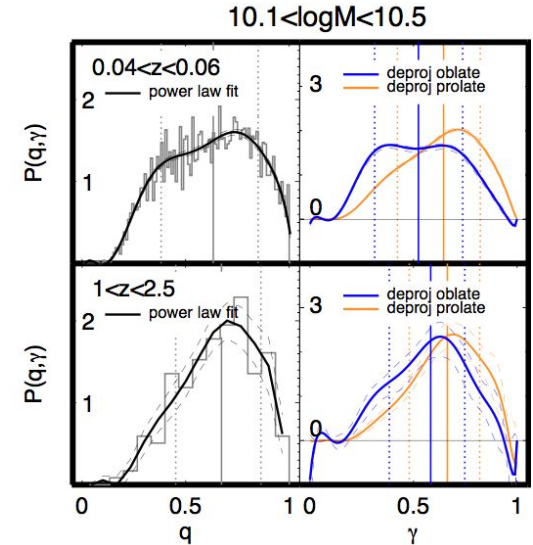 10.1<logM<10.5
0.04<z<0.06
power law fit
2
1
P(q,γ)
deproj oblate
deproj prolate
3
0
1<z<2.5
power law fit
2
1
P(q,γ)
deproj oblate
deproj prolate
3
0
0 0.5 1 0 0.5 1
q γ